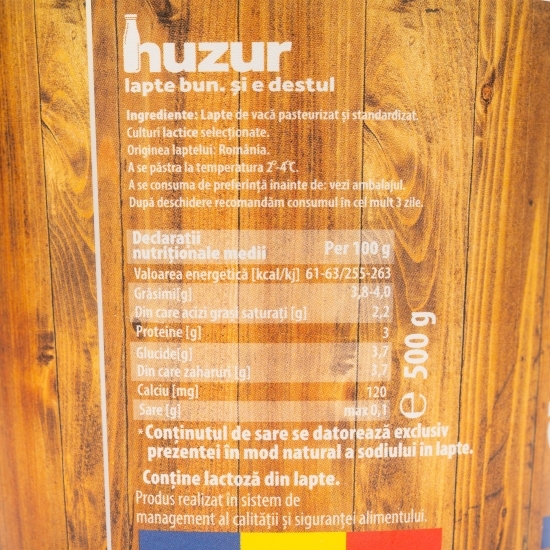 huzur
lapte bun. și e destul
Ingrediente: Lapte de vacă pasteurizat și standardizat.
Culturi lactice selecționate.
Originea laptelui: România.
A se păstra la temperatura 2°-4°C.
A se consuma de preferință inainte de: vezi ambalajul.
După deschidere recomandăm consumul în cel mult 3 zile.
Declarații
nutriționale medii Per 100 g
Valoarea energetică [kcal/kj] 61-63/255-263
Grăsimi[g] 3,8-4,0
Din care acizi grași saturați [g] 2,2
Proteine [g] 3
Glucide[g] 3,7
Din care zaharuri [g] 3,7
Calciu [mg] 120
Sare [g] max 0,1
℮ 500 g
*Conținutul de sare se datorează exclusiv
prezenței în mod natural a sodiului în lapte.
Conține lactoză din lapte.
Produs realizat în sistem de
management al calității și siguranței alimentului.